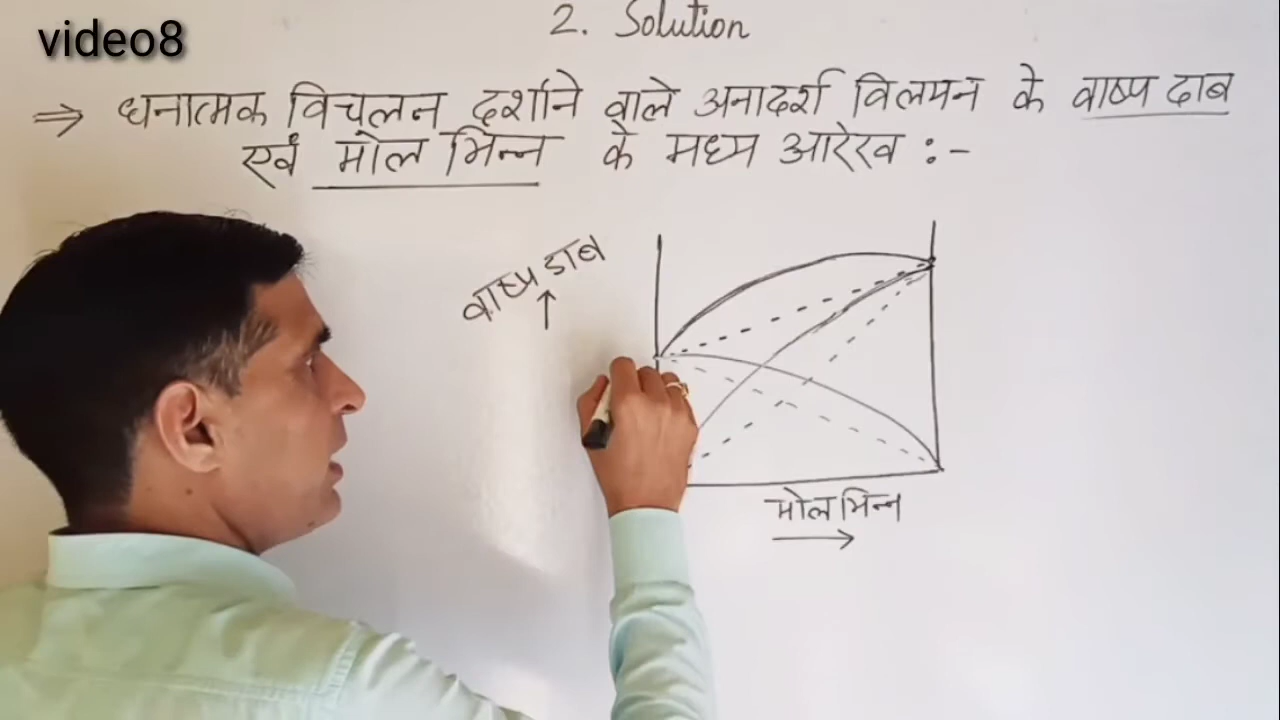 video8
2. Solution
⇒ धनात्मक विचलन दर्शाने वाले अनादर्श विलयन के वाष्प दाब
एवं मोल भिन्न के मध्य आरेख :-
वाष्प दाब
↑
मोल भिन्न
→